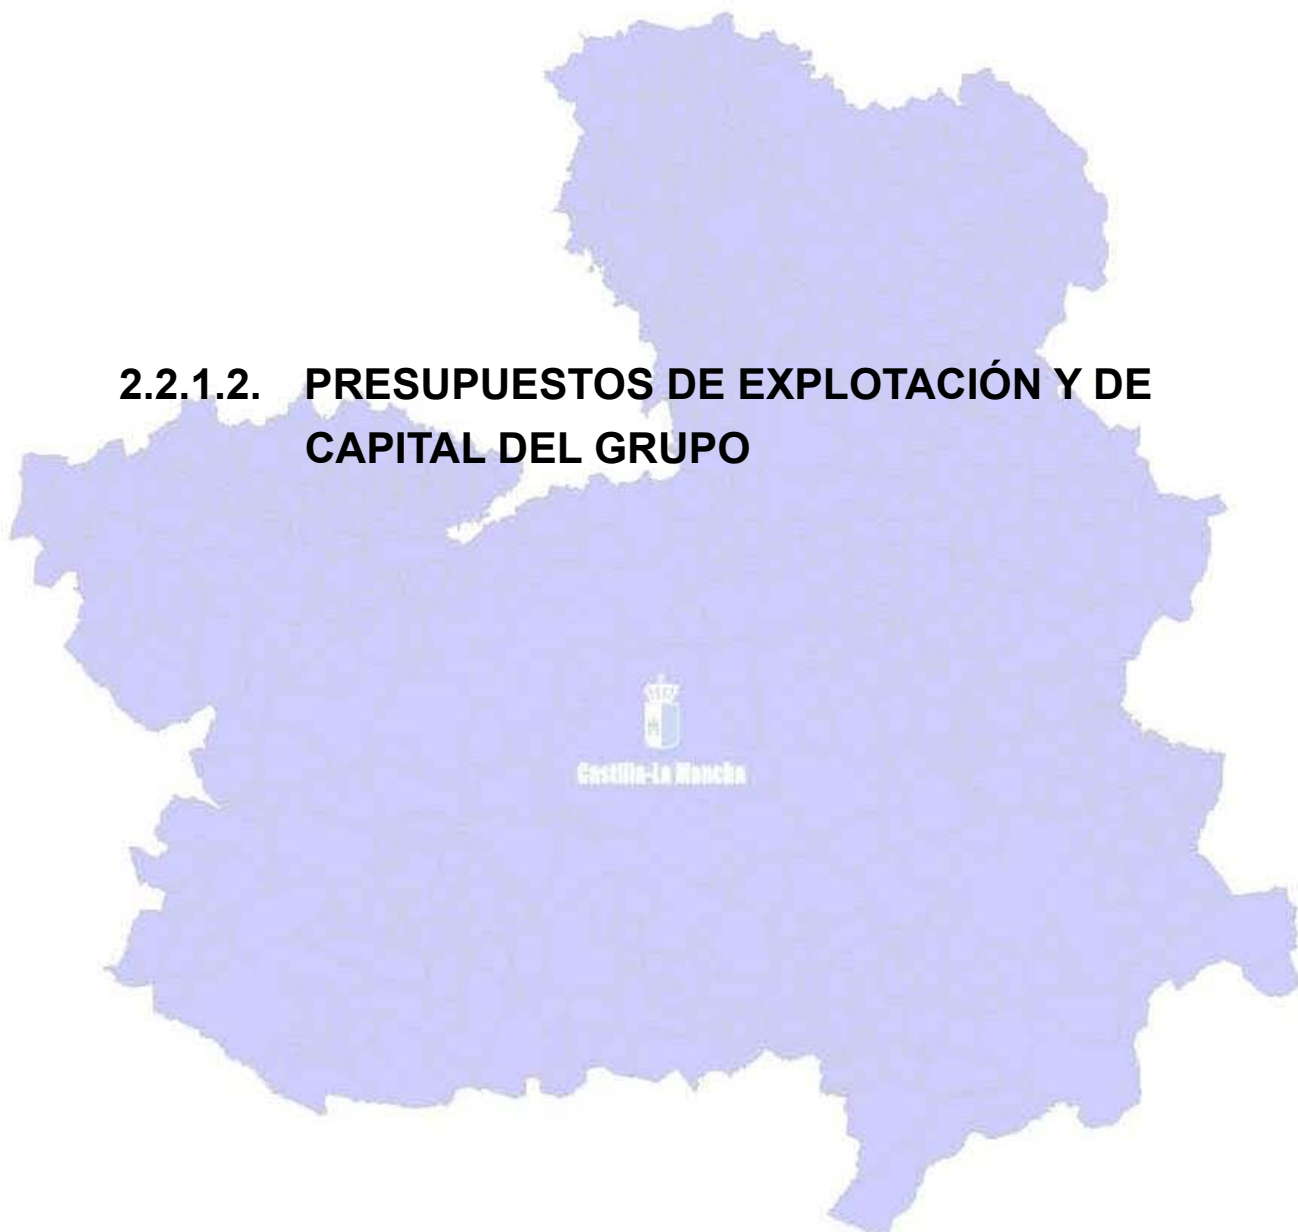 2.2.1.2. PRESUPUESTOS DE EXPLOTACIÓN Y DE
CAPITAL DEL GRUPO
Castilla-La Mancha